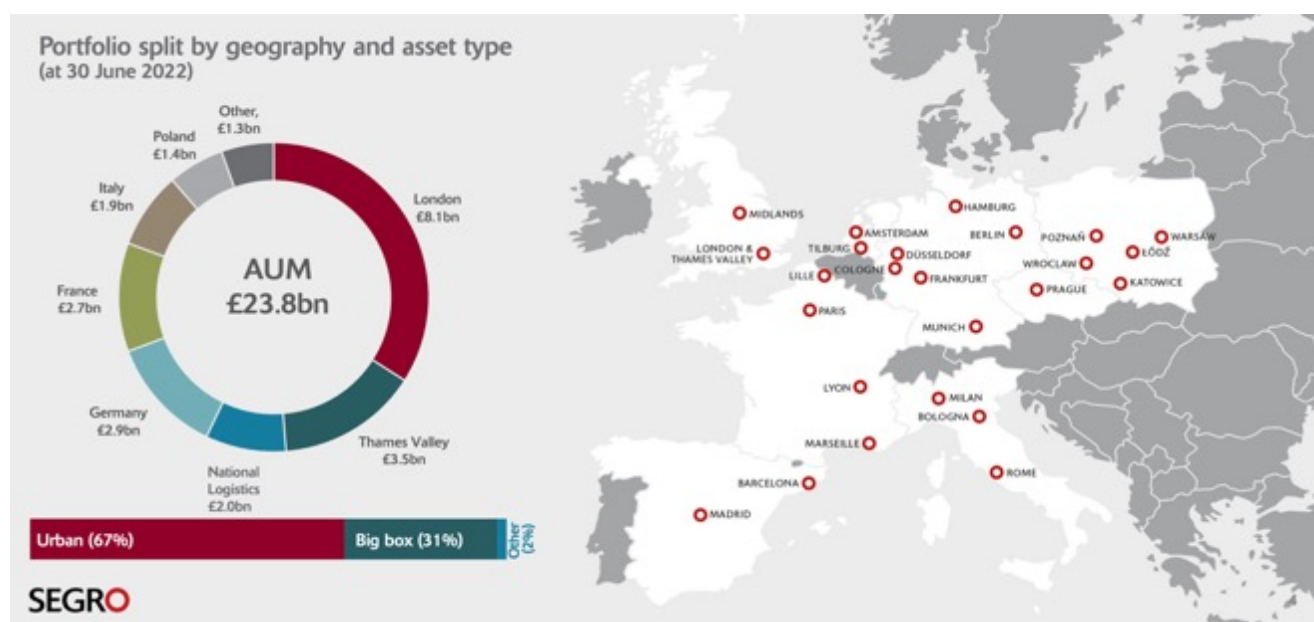 Portfolio split by geography and asset type
(at 30 June 2022)
Other,
£1.3bn
Poland
£1.4bn
Italy
£1.9bn
France
£2.7bn
Germany
£2.9bn
National
Logistics
£2.0bn
Thames Valley
£3.5bn
London
£8.1bn
AUM
£23.8bn
Urban (67%)
Big box (31%)
Other
(2%)
SEGRO
MIDLANDS
LONDON &
THAMES VALLEY
AMSTERDAM
TILBURG
LILLE
COLOGNE
DÜSSELDORF
FRANKFURT
HAMBURG
BERLIN
POZNAŃ
WARSAW
ŁÓDŹ
WROCLAW
KATOWICE
PRAGUE
PARIS
MUNICH
LYON
MILAN
BOLOGNA
MARSEILLE
ROME
BARCELONA
MADRID